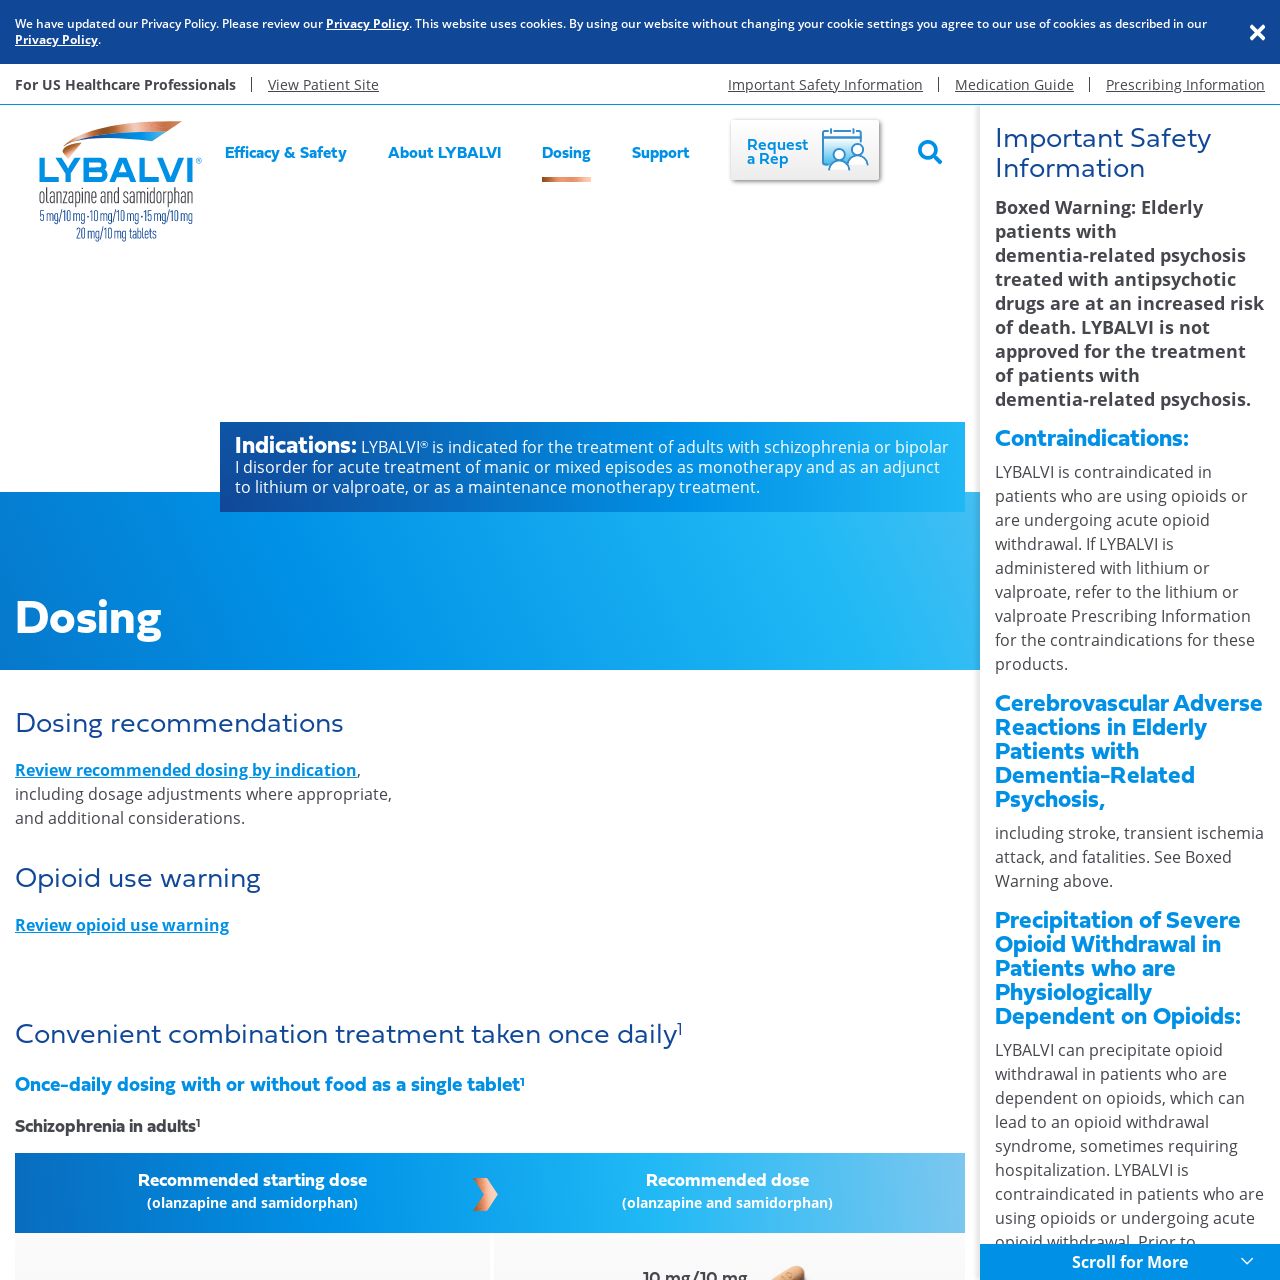 We have updated our Privacy Policy. Please review our Privacy Policy. This website uses cookies. By using our website without changing your cookie settings you agree to our use of cookies as described in our
Privacy Policy.
For US Healthcare Professionals
View Patient Site
Important Safety Information
Medication Guide
Prescribing Information
LYBALVI®
olanzapine and samidorphan
5 mg/10 mg · 10 mg/10 mg · 15 mg/10 mg
20 mg/10 mg tablets
Efficacy & Safety
About LYBALVI
Dosing
Support
Request
a Rep
Indications: LYBALVI® is indicated for the treatment of adults with schizophrenia or bipolar
I disorder for acute treatment of manic or mixed episodes as monotherapy and as an adjunct
to lithium or valproate, or as a maintenance monotherapy treatment.
Dosing
Dosing recommendations
Review recommended dosing by indication,
including dosage adjustments where appropriate,
and additional considerations.
Opioid use warning
Review opioid use warning
Convenient combination treatment taken once daily¹
Once-daily dosing with or without food as a single tablet¹
Schizophrenia in adults¹
Recommended starting dose
(olanzapine and samidorphan)
Recommended dose
(olanzapine and samidorphan)
10 mg/10 mg
Important Safety
Information
Boxed Warning: Elderly
patients with
dementia-related psychosis
treated with antipsychotic
drugs are at an increased risk
of death. LYBALVI is not
approved for the treatment
of patients with
dementia-related psychosis.
Contraindications:
LYBALVI is contraindicated in
patients who are using opioids or
are undergoing acute opioid
withdrawal. If LYBALVI is
administered with lithium or
valproate, refer to the lithium or
valproate Prescribing Information
for the contraindications for these
products.
Cerebrovascular Adverse
Reactions in Elderly
Patients with
Dementia-Related
Psychosis,
including stroke, transient ischemia
attack, and fatalities. See Boxed
Warning above.
Precipitation of Severe
Opioid Withdrawal in
Patients who are
Physiologically
Dependent on Opioids:
LYBALVI can precipitate opioid
withdrawal in patients who are
dependent on opioids, which can
lead to an opioid withdrawal
syndrome, sometimes requiring
hospitalization. LYBALVI is
contraindicated in patients who are
using opioids or undergoing acute
opioid withdrawal. Prior to
Scroll for More